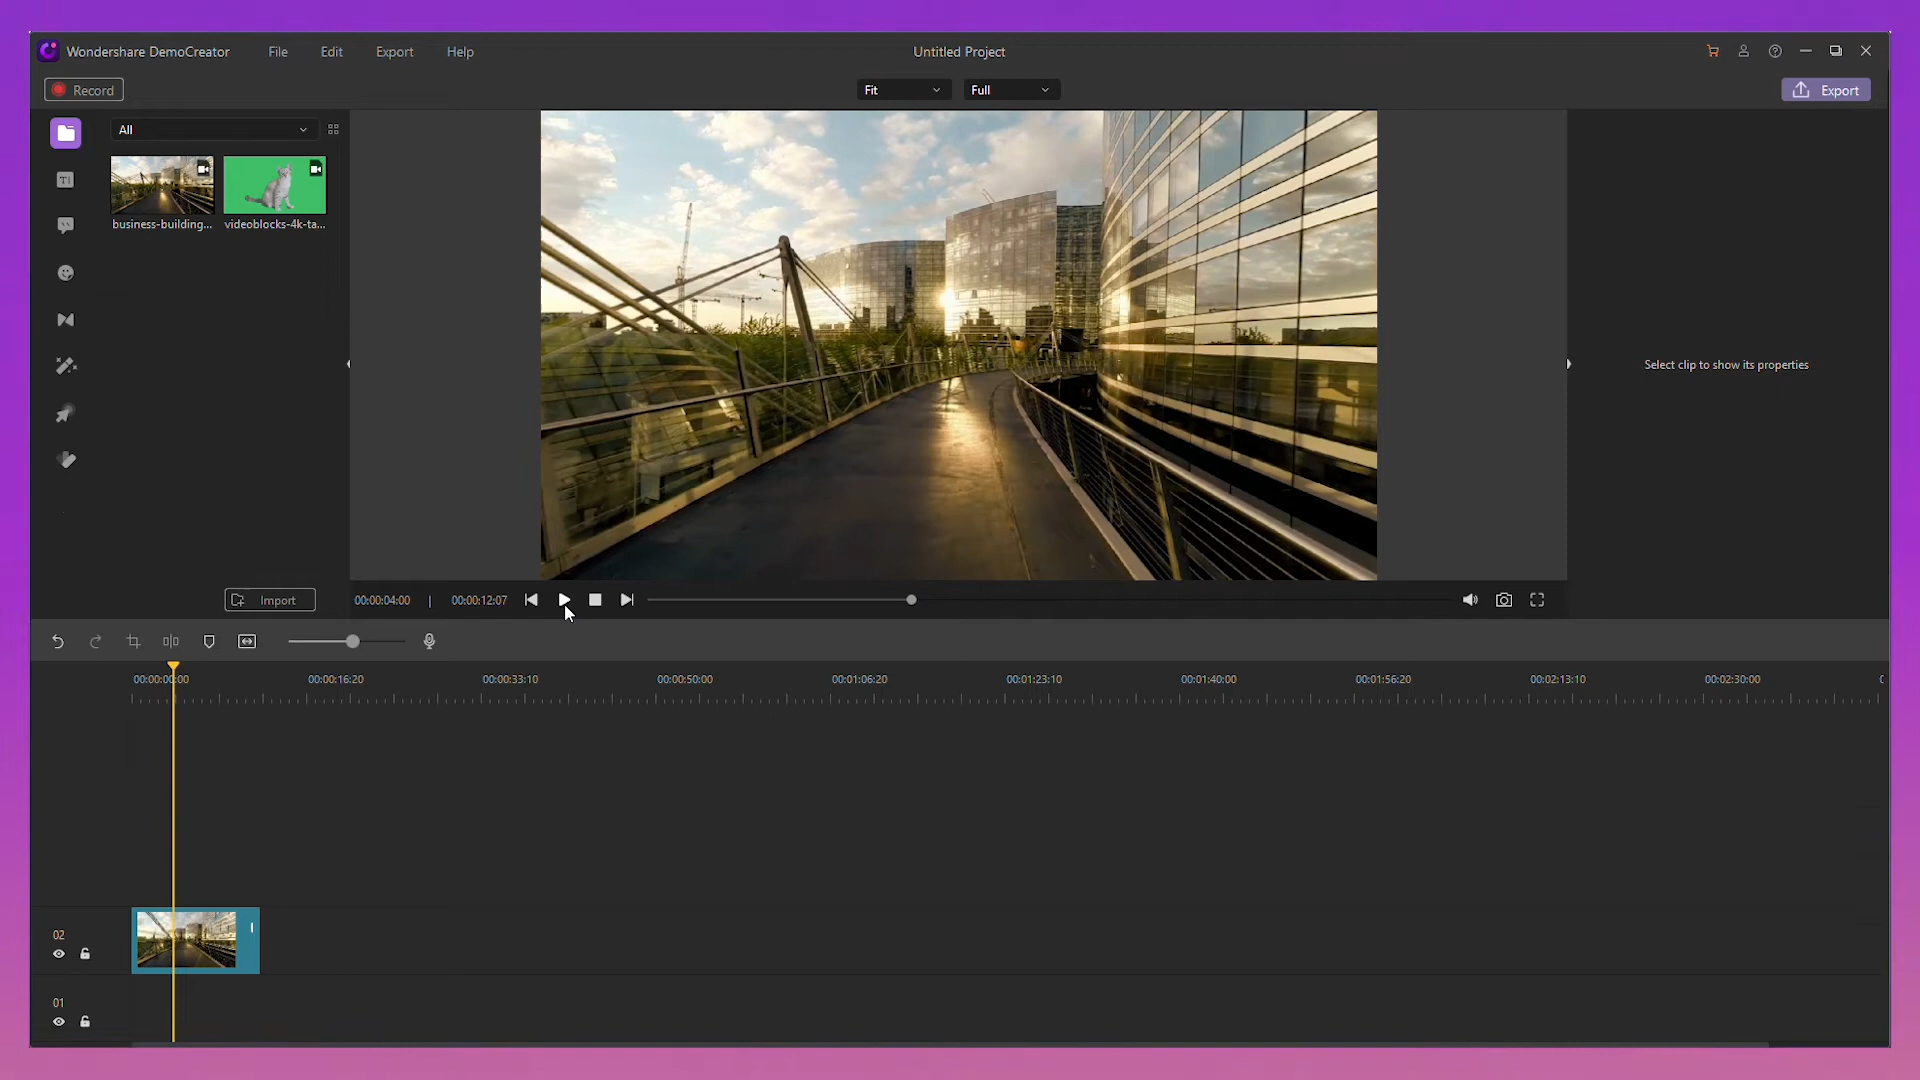 Wondershare DemoCreator File Edit Export Help Untitled Project
Record Fit Full Export
All
business-building... videoblocks-4k-ta...
Select clip to show its properties
Import 00:00:04:00 | 00:00:12:07
00:00:00:00 00:00:16:20 00:00:33:10 00:00:50:00 00:01:06:20 00:01:23:10 00:01:40:00 00:01:56:20 00:02:13:10 00:02:30:00
02
01